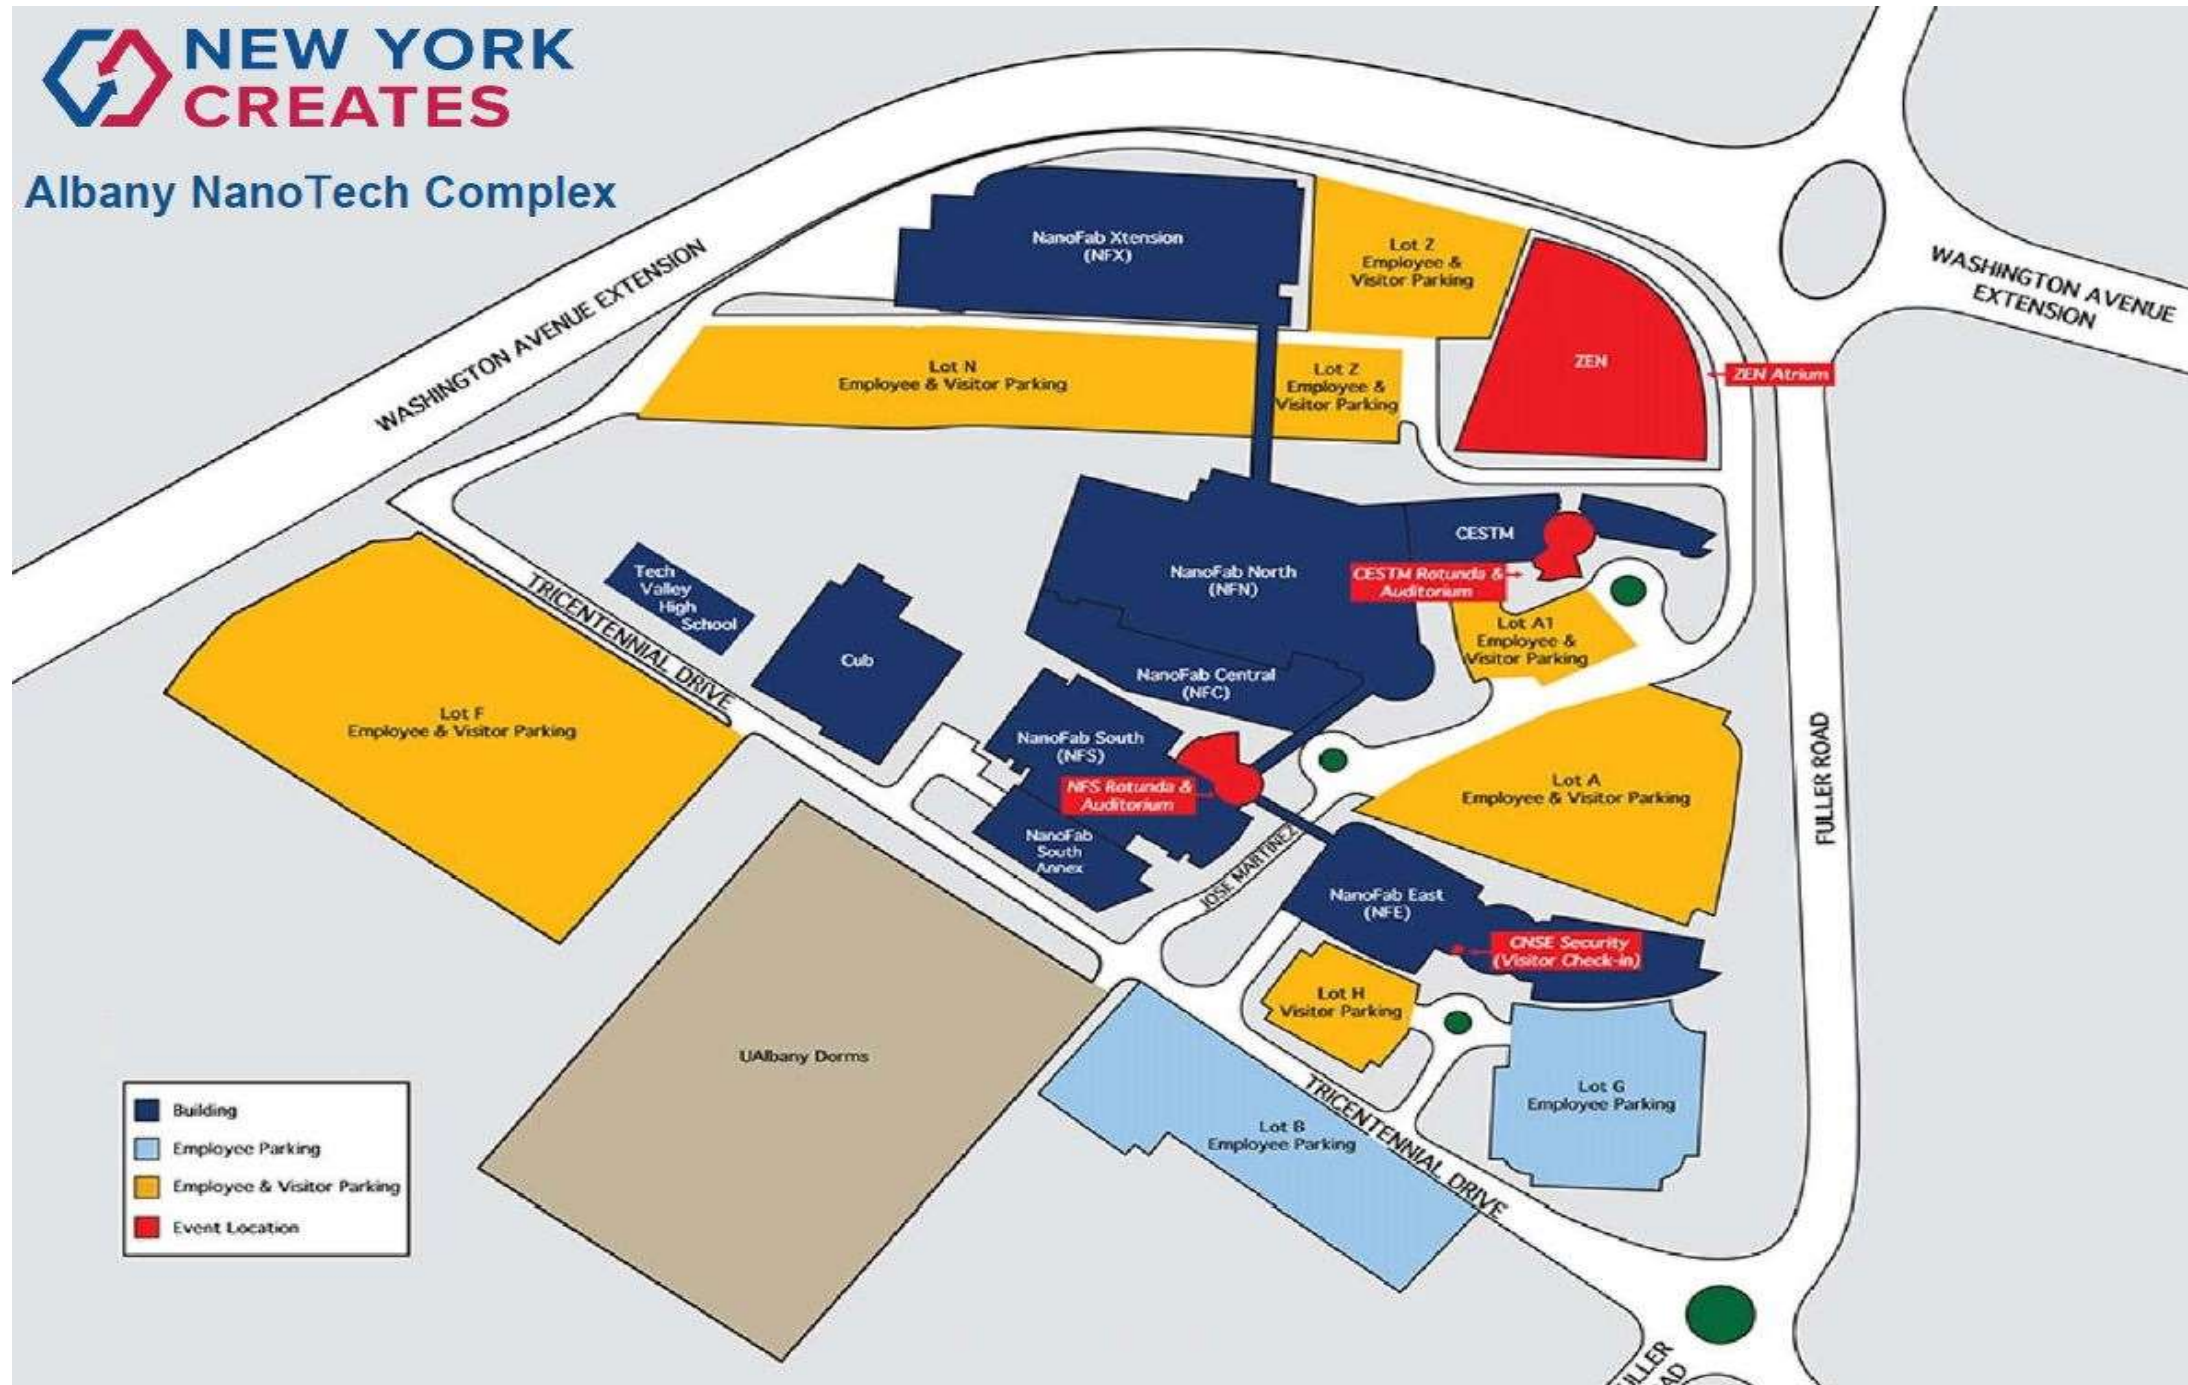 NEW YORK
CREATES
Albany NanoTech Complex
WASHINGTON AVENUE EXTENSION
WASHINGTON AVENUE
EXTENSION
NanoFab Xtension
(NFX)
Lot Z
Employee &
Visitor Parking
ZEN
ZEN Atrium
Lot N
Employee & Visitor Parking
Lot Z
Employee &
Visitor Parking
CESTM
CESTM Rotunda &
Auditorium
NanoFab North
(NFN)
Tech
Valley
High
School
TRICENTENNIAL DRIVE
Cub
Lot A1
Employee &
Visitor Parking
NanoFab Central
(NFC)
Lot F
Employee & Visitor Parking
NanoFab South
(NFS)
NFS Rotunda &
Auditorium
Lot A
Employee & Visitor Parking
FULLER ROAD
NanoFab
South
Annex
JOSE MARTINEZ
NanoFab East
(NFE)
CNSE Security
(Visitor Check-in)
Lot H
Visitor Parking
UAlbany Dorms
Lot G
Employee Parking
Lot B
Employee Parking
TRICENTENNIAL DRIVE
Building
Employee Parking
Employee & Visitor Parking
Event Location